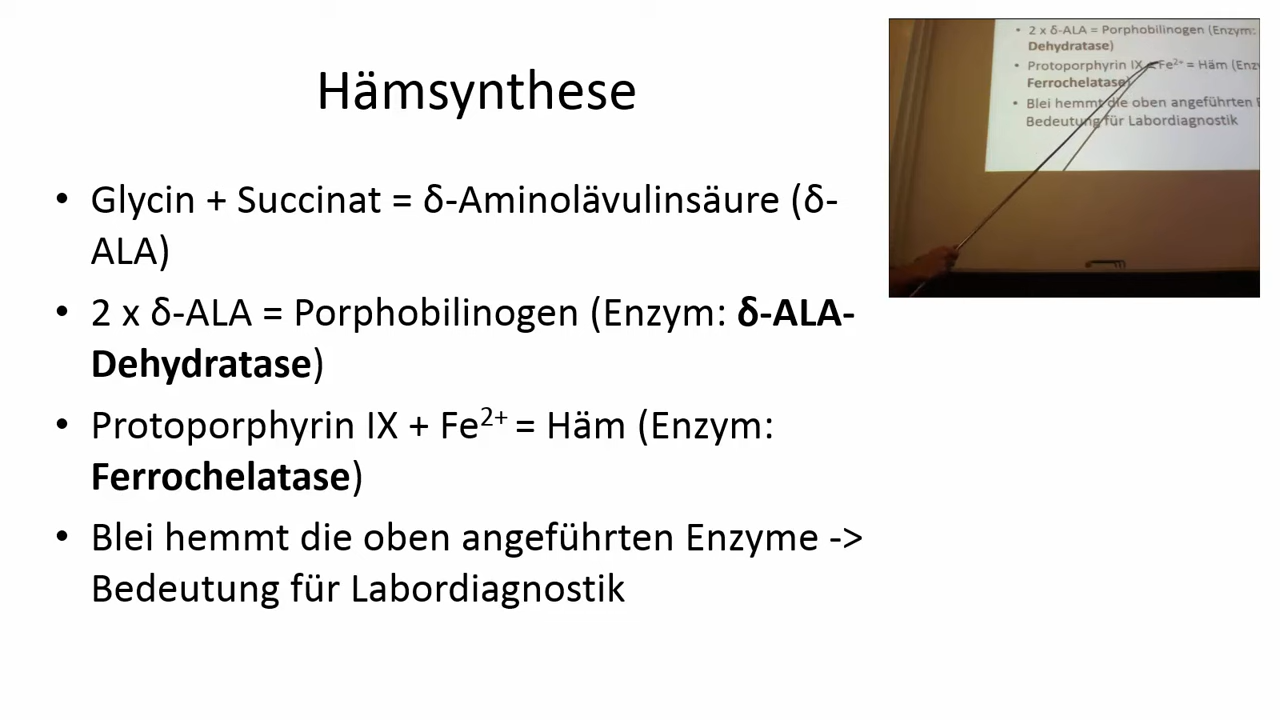 Hämsynthese
• Glycin + Succinat = δ-Aminolävulinsäure (δ-
ALA)
• 2 x δ-ALA = Porphobilinogen (Enzym: δ-ALA-
Dehydratase)
• Protoporphyrin IX + Fe²⁺ = Häm (Enzym:
Ferrochelatase)
• Blei hemmt die oben angeführten Enzyme ->
Bedeutung für Labordiagnostik
• 2 x δ-ALA = Porphobilinogen (Enzym:
Dehydratase)
• Protoporphyrin IX Fe²⁺ = Häm (Enz
Ferrochelatase)
• Blei hemmt die oben angeführten
Bedeutung für Labordiagnostik